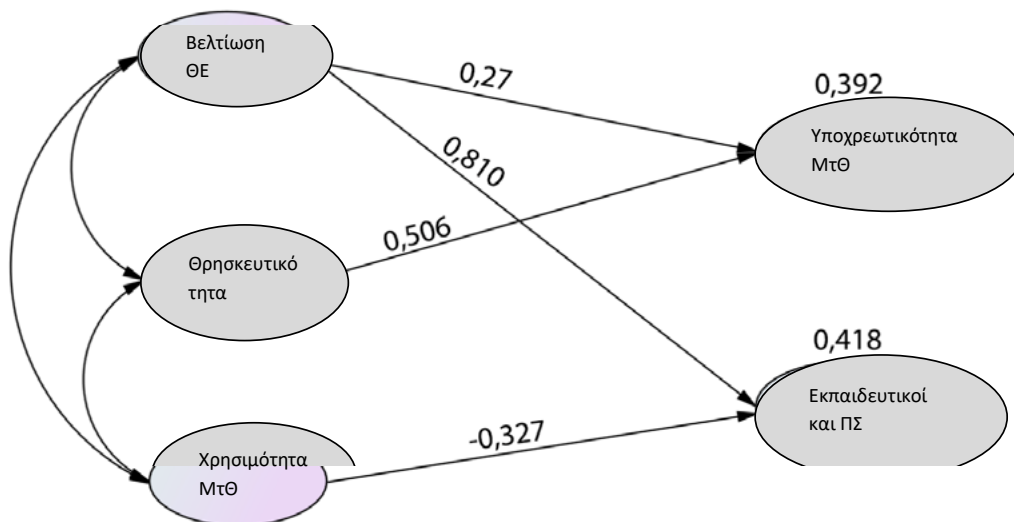 Βελτίωση
ΘΕ
0,27
0,392
Υποχρεωτικότητα
ΜτΘ
0,810
0,506
Θρησκευτικό
τητα
0,418
Εκπαιδευτικοί
και ΠΣ
-0,327
Χρησιμότητα
ΜτΘ